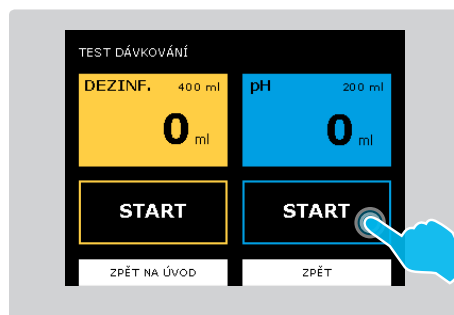 TEST DÁVKOVÁNÍ
DEZINF. 400 ml
0 ml
pH 200 ml
0 ml
START
START
ZPĚT NA ÚVOD
ZPĚT